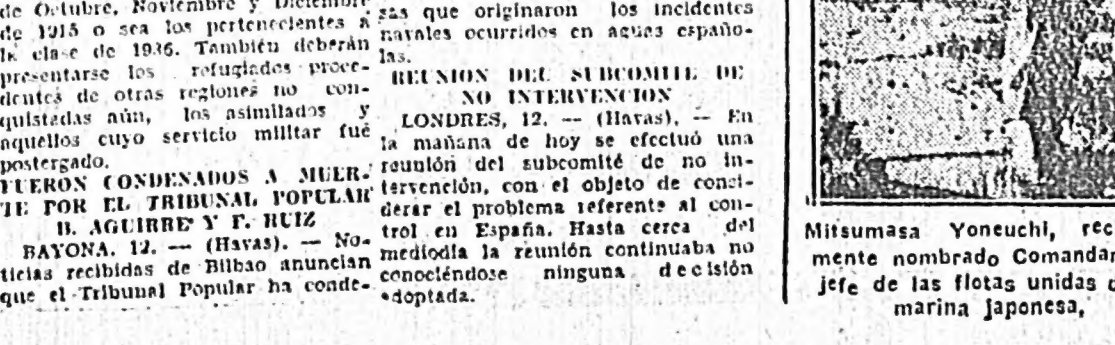 de Octubre, Noviembre y Diciembre
de 1915 o sea los pertenecientes a
la clase de 1936. También deberán
presentarse los refugiados proce-
dentes de otras regiones no con-
quistadas aún, los asimilados y
aquellos cuyo servicio militar fué
postergado.
FUERON CONDENADOS A MUER-
TE POR EL TRIBUNAL POPULAR
B. AGUIRRE Y F. RUIZ
BAYONA. 12. — (Havas). — No-
ticias recibidas de Bilbao anuncian
que el Tribunal Popular ha conde-
sas que originaron los incidentes
navales ocurridos en aguas españo-
las.
REUNION DEL SUBCOMITE DE
NO INTERVENCION
LONDRES, 12. — (Havas). — En
la mañana de hoy se efectuó una
reunión del subcomité de no in-
tervención, con el objeto de consi-
derar el problema referente al con-
trol en España. Hasta cerca del
mediodía la reunión continuaba no
conociéndose ninguna decisión
adoptada.
Mitsumasa Yoneuchi, rec
mente nombrado Comandan
jefe de las flotas unidas d
marina japonesa,